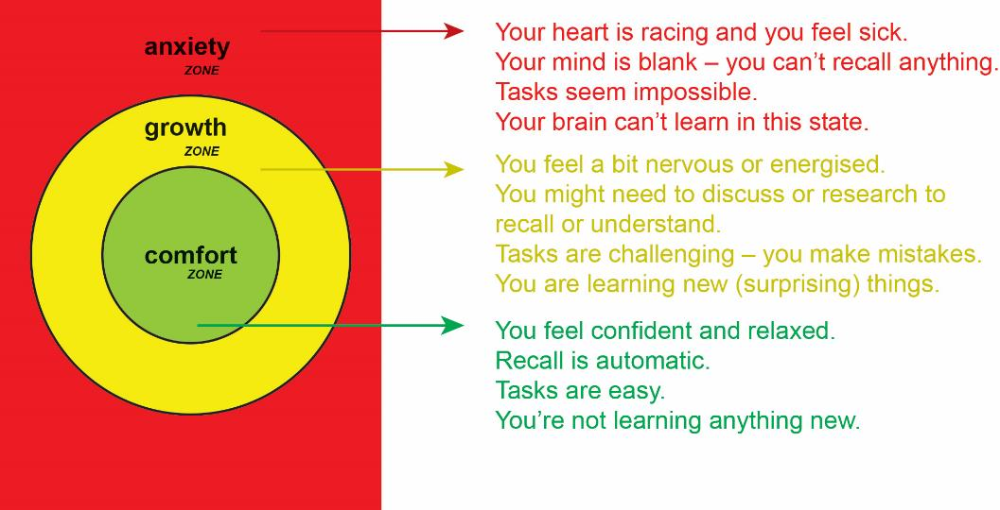 anxiety
ZONE
Your heart is racing and you feel sick.
Your mind is blank – you can't recall anything.
Tasks seem impossible.
Your brain can't learn in this state.
growth
ZONE
You feel a bit nervous or energised.
You might need to discuss or research to
recall or understand.
Tasks are challenging – you make mistakes.
You are learning new (surprising) things.
comfort
ZONE
You feel confident and relaxed.
Recall is automatic.
Tasks are easy.
You're not learning anything new.